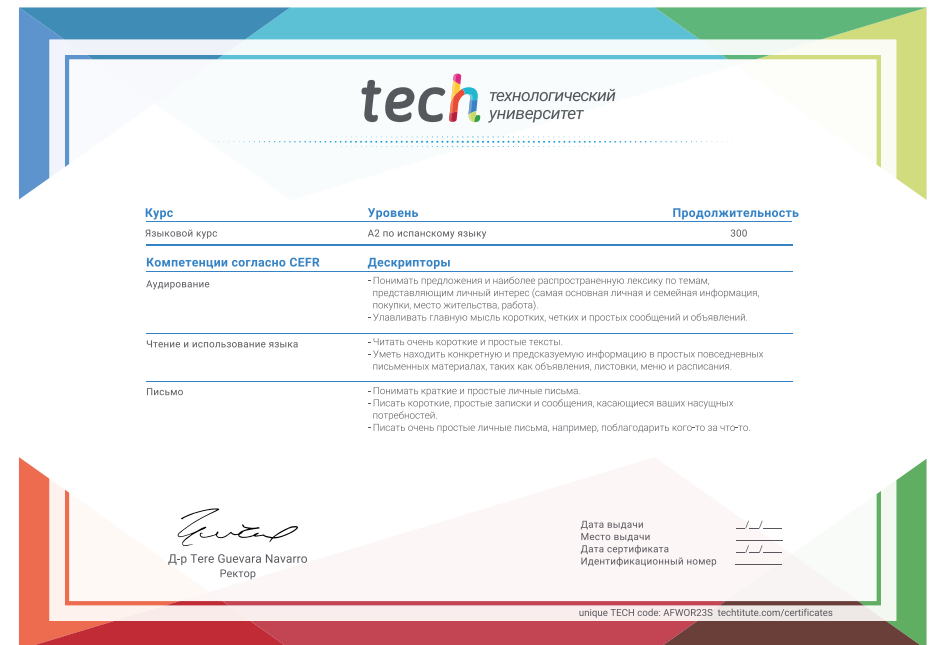 tech технологический
университет
Курс Уровень Продолжительность
Языковой курс А2 по испанскому языку 300
Компетенции согласно CEFR Дескрипторы
Аудирование
- Понимать предложения и наиболее распространенную лексику по темам,
представляющим личный интерес (самая основная личная и семейная информация,
покупки, место жительства, работа).
- Улавливать главную мысль коротких, четких и простых сообщений и объявлений.
Чтение и использование языка
- Читать очень короткие и простые тексты.
- Уметь находить конкретную и предсказуемую информацию в простых повседневных
письменных материалах, таких как объявления, листовки, меню и расписания.
Письмо
- Понимать краткие и простые личные письма.
- Писать короткие, простые записки и сообщения, касающиеся ваших насущных
потребностей.
- Писать очень простые личные письма, например, поблагодарить кого-то за что-то.
Д-р Tere Guevara Navarro
Ректор
Дата выдачи __/__/____
Место выдачи ________
Дата сертификата __/__/____
Идентификационный номер ________
unique TECH code: AFWOR23S techtitute.com/certificates